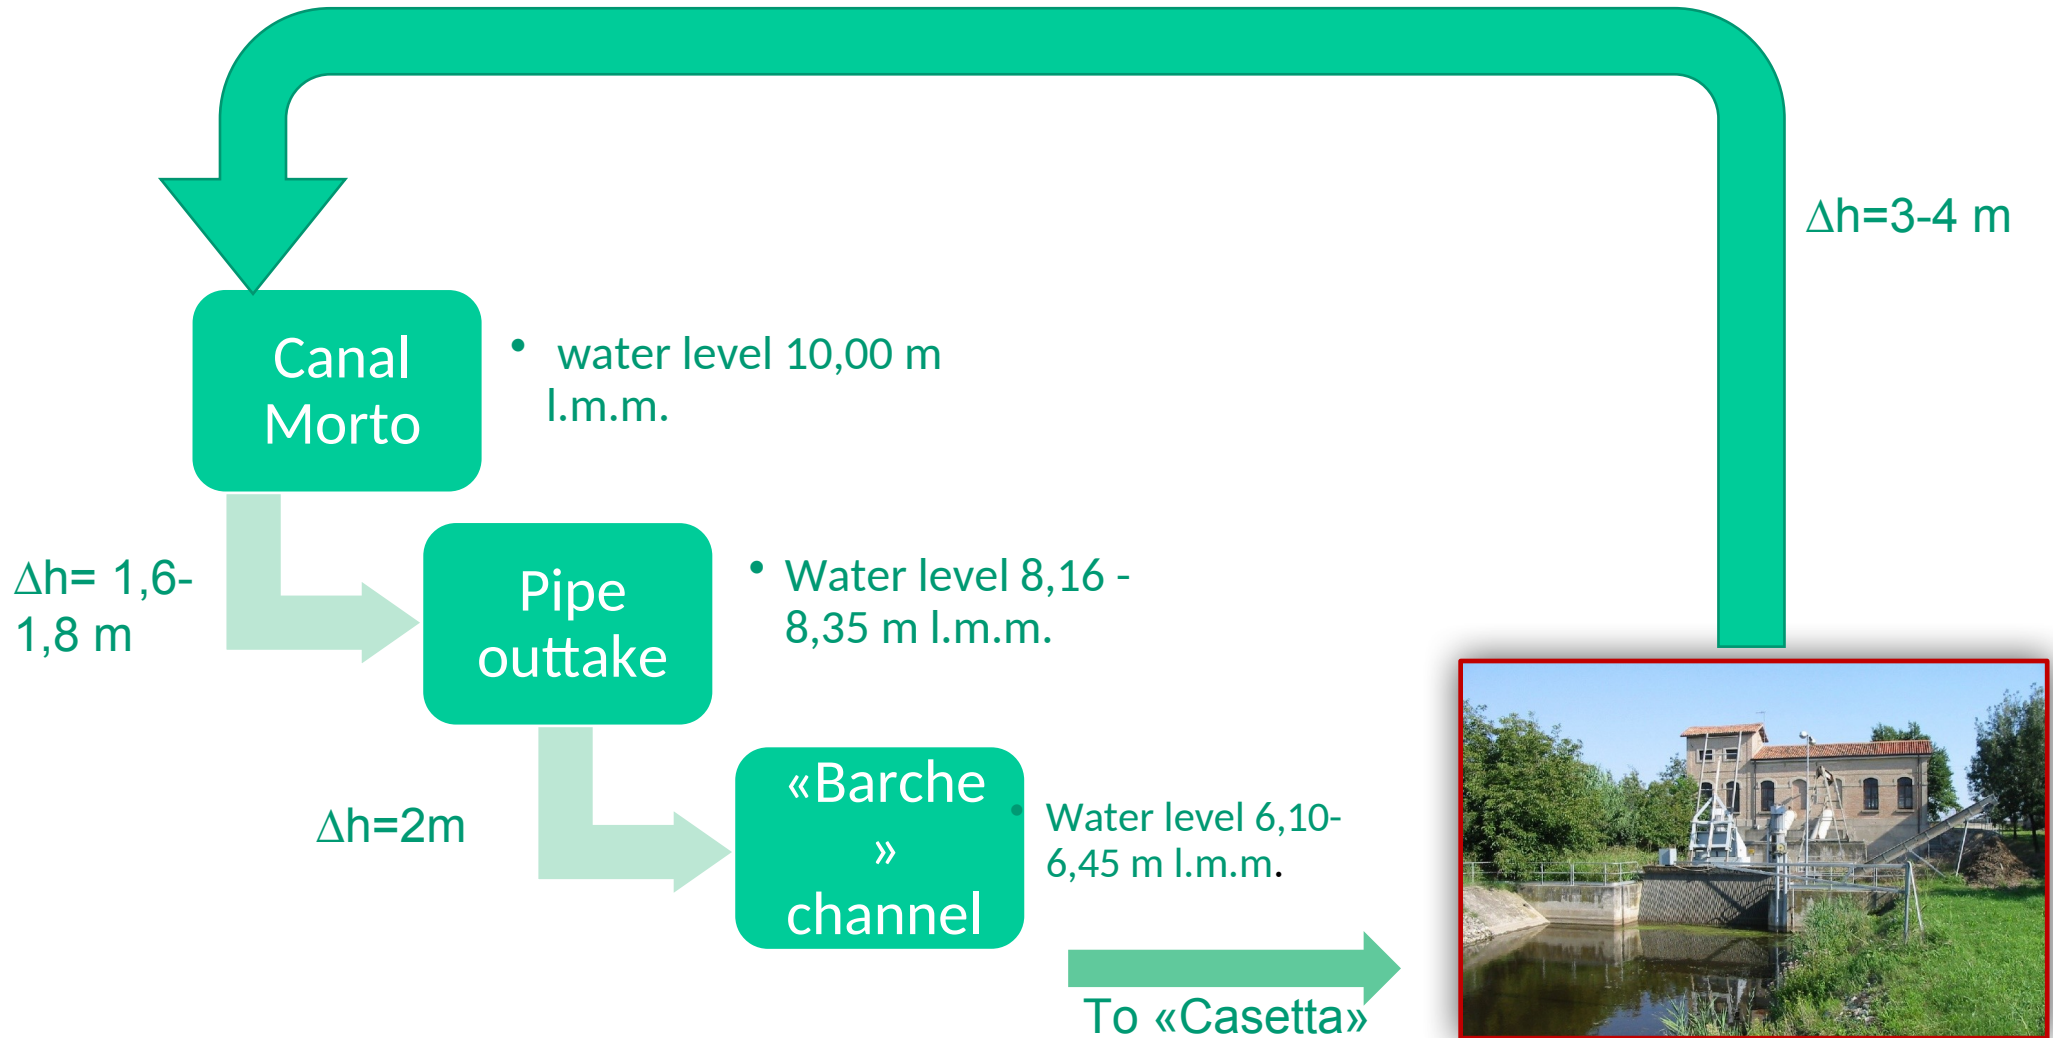 Δh=3-4 m
Canal
Morto
• water level 10,00 m
l.m.m.
Δh= 1,6-
1,8 m
Pipe
outtake
• Water level 8,16 -
8,35 m l.m.m.
Δh=2m
«Barche
»
channel
• Water level 6,10-
6,45 m l.m.m.
To «Casetta»